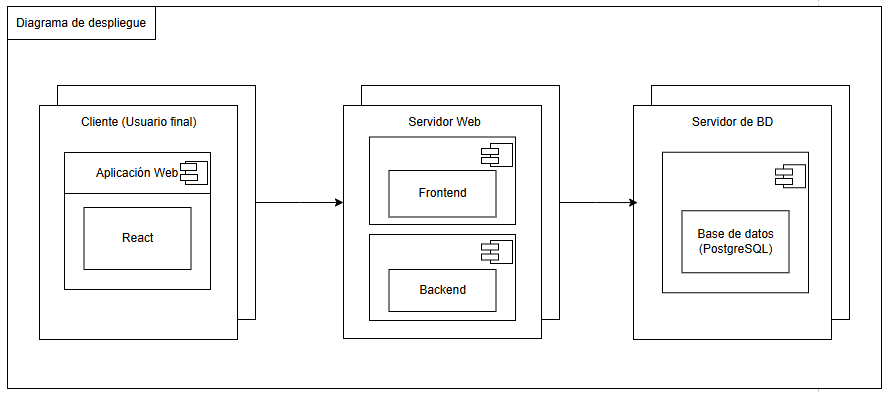 Diagrama de despliegue
Cliente (Usuario final)
Aplicación Web
React
Servidor Web
Frontend
Backend
Servidor de BD
Base de datos
(PostgreSQL)